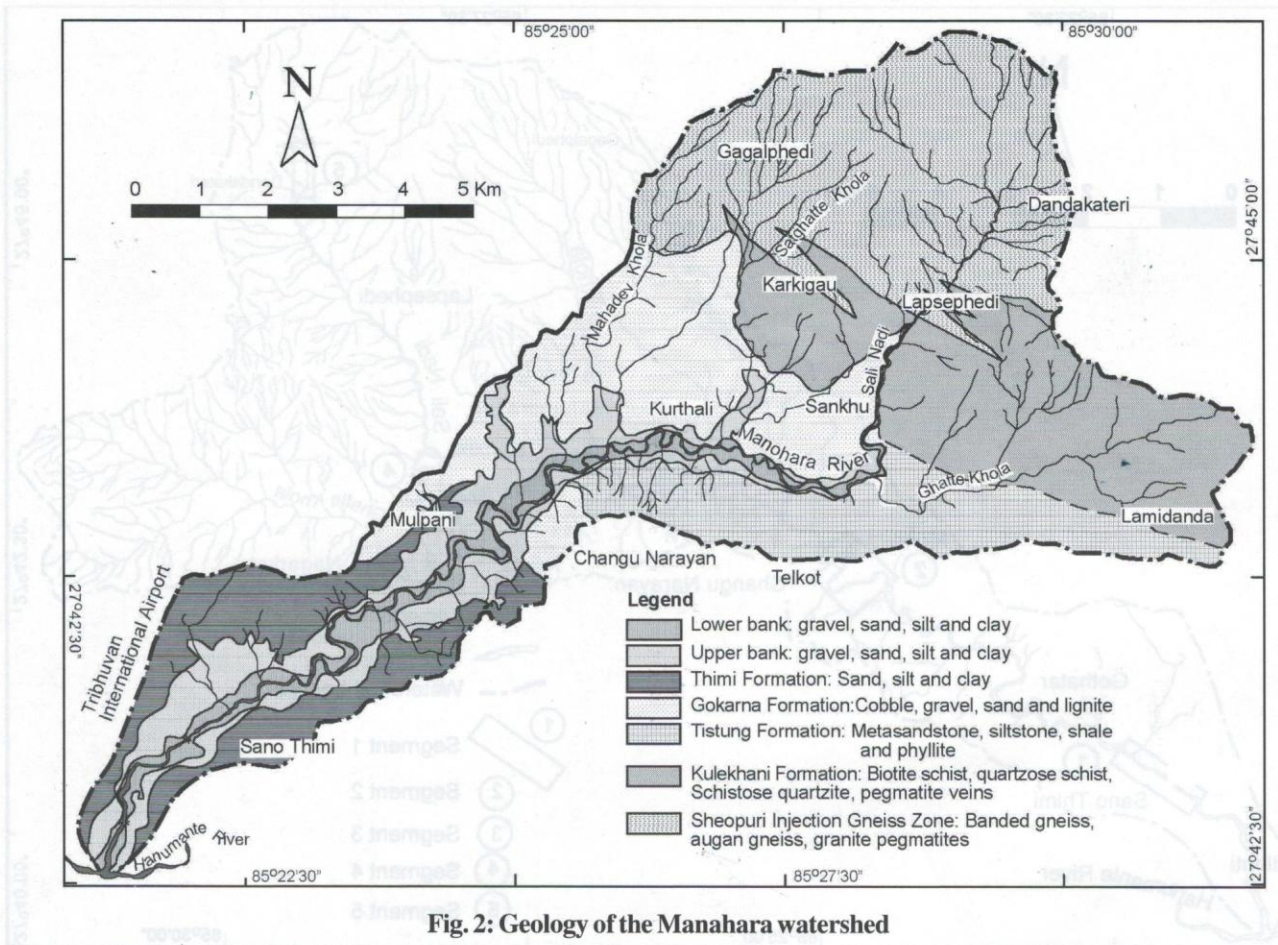 85°25'00"
85°30'00"
N
0 1 2 3 4 5 Km
Gagalphedi
Salghatte Khola
Dandakateri
27°45'00"
Mahadev Khola
Karkigau
Lapsephedi
Sali Nadi
Kurthali
Sankhu
Manohara River
Ghatte Khola
Mulpani
Lamidanda
Changu Narayan
Telkot
27°42'30"
Tribhuvan
International Airport
Sano Thimi
Hanumante River
Legend
Lower bank: gravel, sand, silt and clay
Upper bank: gravel, sand, silt and clay
Thimi Formation: Sand, silt and clay
Gokarna Formation:Cobble, gravel, sand and lignite
Tistung Formation: Metasandstone, siltstone, shale
and phyllite
Kulekhani Formation: Biotite schist, quartzose schist,
Schistose quartzite, pegmatite veins
Sheopuri Injection Gneiss Zone: Banded gneiss,
augan gneiss, granite pegmatites
27°42'30"
85°22'30"
85°27'30"
Fig. 2: Geology of the Manahara watershed